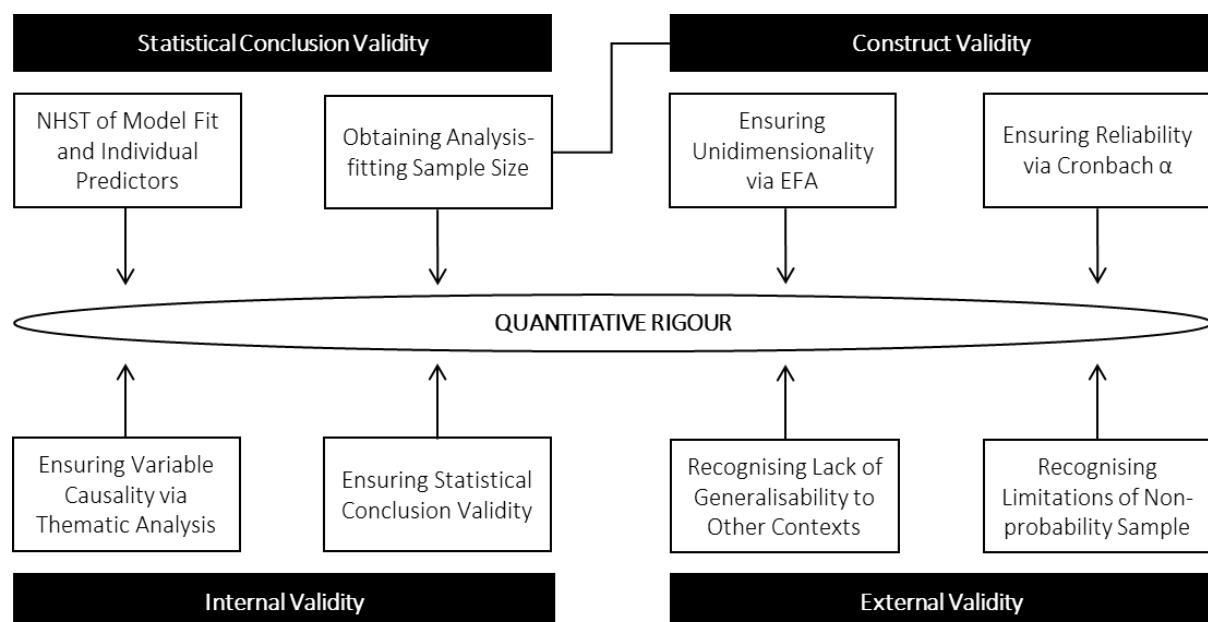 Statistical Conclusion Validity
Construct Validity
NHST of Model Fit
and Individual
Predictors
Obtaining Analysis-
fitting Sample Size
Ensuring
Unidimensionality
via EFA
Ensuring Reliability
via Cronbach α
QUANTITATIVE RIGOUR
Ensuring Variable
Causality via
Thematic Analysis
Ensuring Statistical
Conclusion Validity
Recognising Lack of
Generalisability to
Other Contexts
Recognising
Limitations of Non-
probability Sample
Internal Validity
External Validity